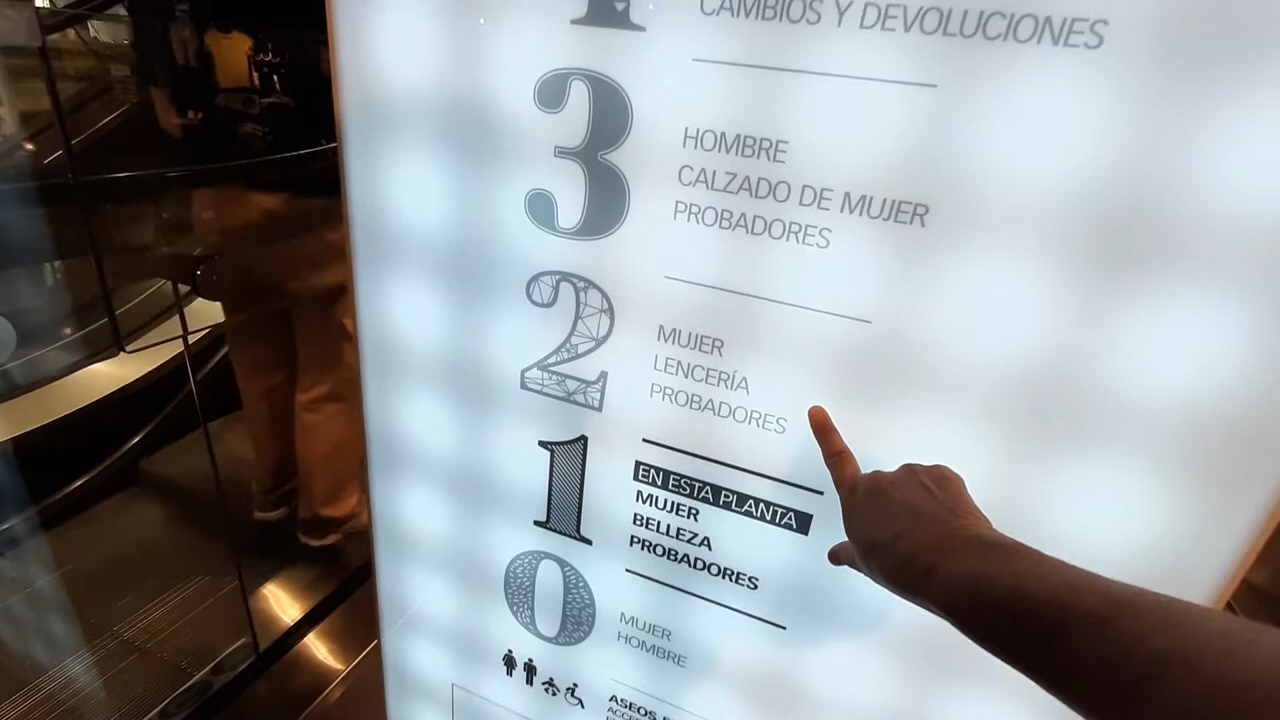 CAMBIOS Y DEVOLUCIONES
3
HOMBRE
CALZADO DE MUJER
PROBADORES
2
MUJER
LENCERÍA
PROBADORES
1
EN ESTA PLANTA
MUJER
BELLEZA
PROBADORES
0
MUJER
HOMBRE
ASEOS